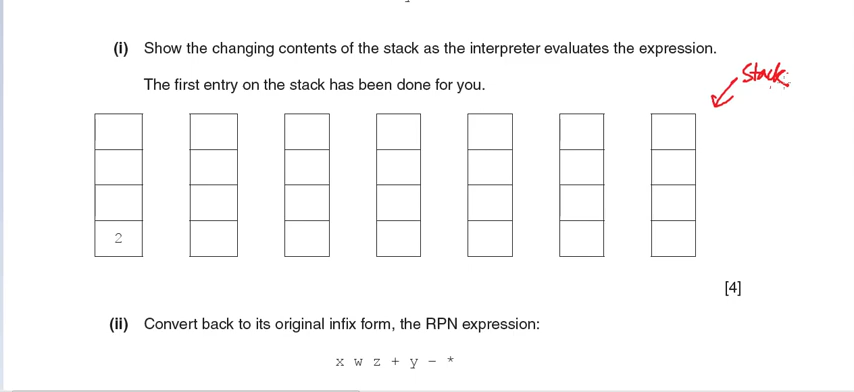 (i) Show the changing contents of the stack as the interpreter evaluates the expression.
Stack
The first entry on the stack has been done for you.
2
[4]
(ii) Convert back to its original infix form, the RPN expression:
x w z + y - *